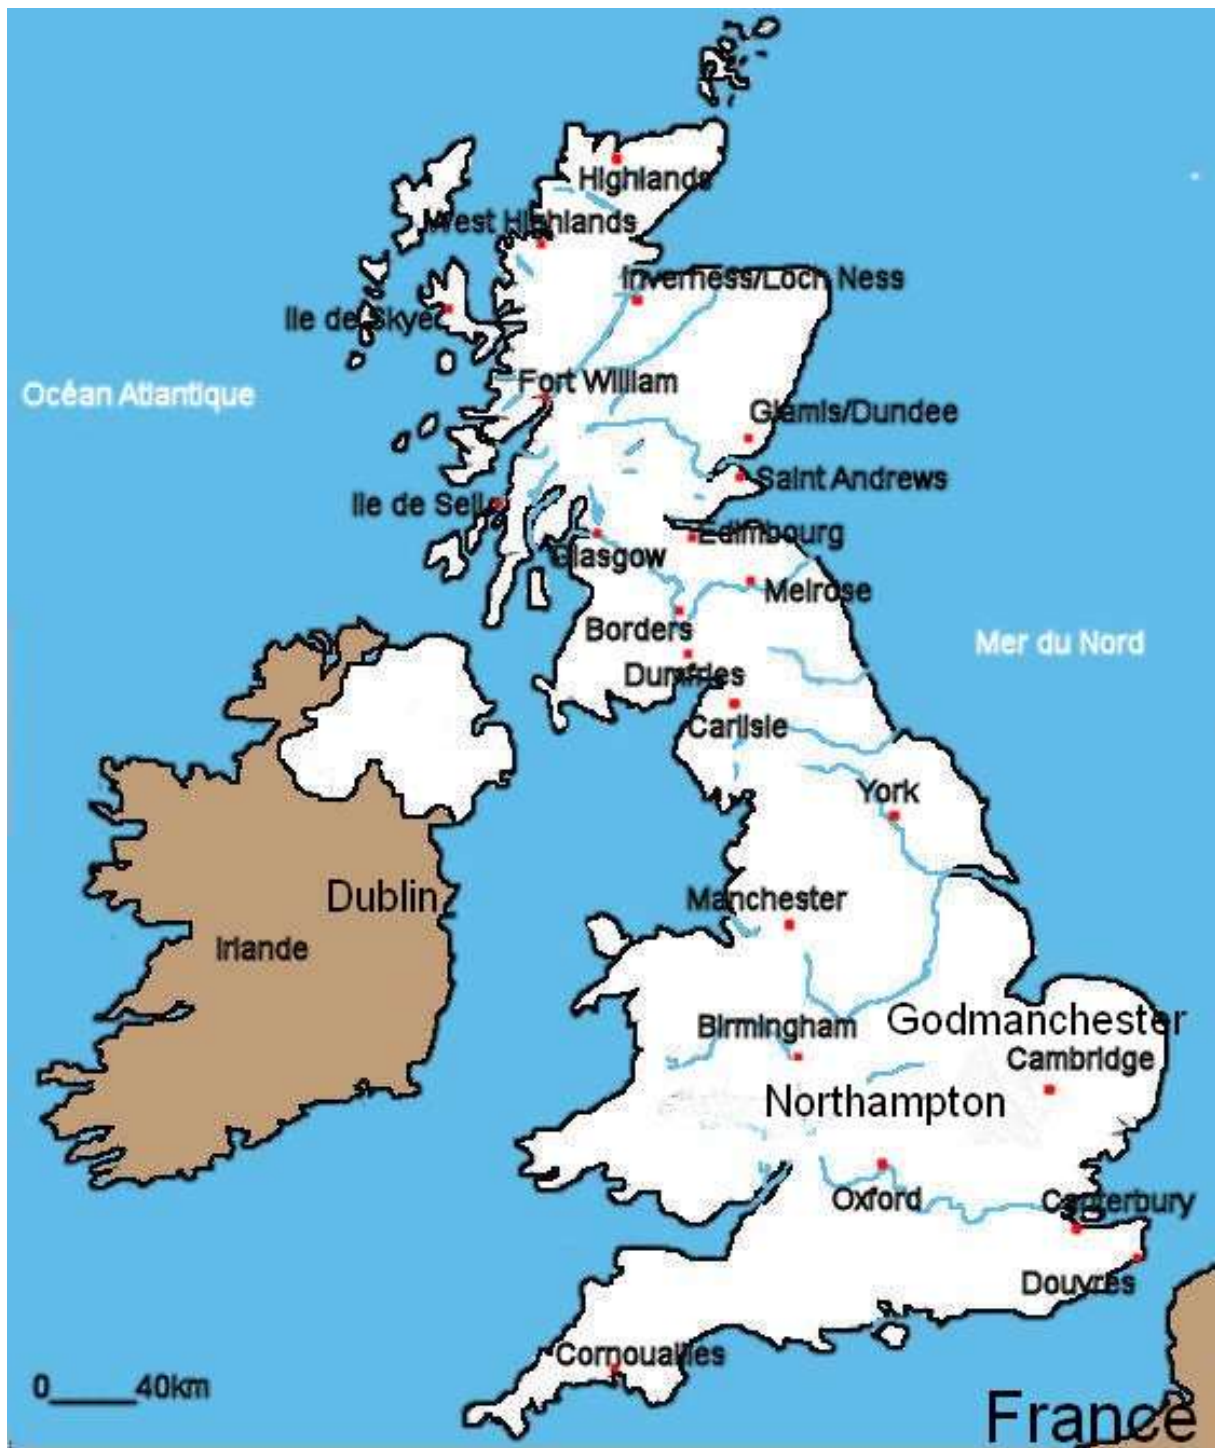 Highlands
West Highlands
Inverness/Loch Ness
Ile de Skye
Fort William
Océan Atlantique
Glamis/Dundee
Saint Andrews
Ile de Seil
Edimbourg
Glasgow
Melrose
Borders
Mer du Nord
Dumfries
Carlisle
York
Dublin
Manchester
Irlande
Godmanchester
Birmingham
Cambridge
Northampton
Oxford
Canterbury
Douvres
Cornouailles
0 40km
France